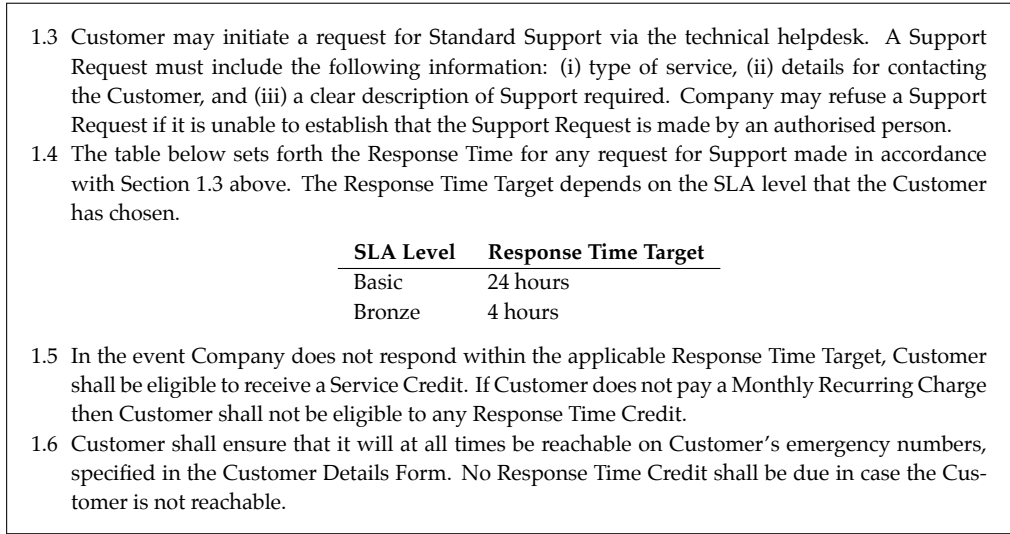 1.3 Customer may initiate a request for Standard Support via the technical helpdesk. A Support
Request must include the following information: (i) type of service, (ii) details for contacting
the Customer, and (iii) a clear description of Support required. Company may refuse a Support
Request if it is unable to establish that the Support Request is made by an authorised person.
1.4 The table below sets forth the Response Time for any request for Support made in accordance
with Section 1.3 above. The Response Time Target depends on the SLA level that the Customer
has chosen.
SLA Level Response Time Target
Basic 24 hours
Bronze 4 hours
1.5 In the event Company does not respond within the applicable Response Time Target, Customer
shall be eligible to receive a Service Credit. If Customer does not pay a Monthly Recurring Charge
then Customer shall not be eligible to any Response Time Credit.
1.6 Customer shall ensure that it will at all times be reachable on Customer's emergency numbers,
specified in the Customer Details Form. No Response Time Credit shall be due in case the Cus-
tomer is not reachable.